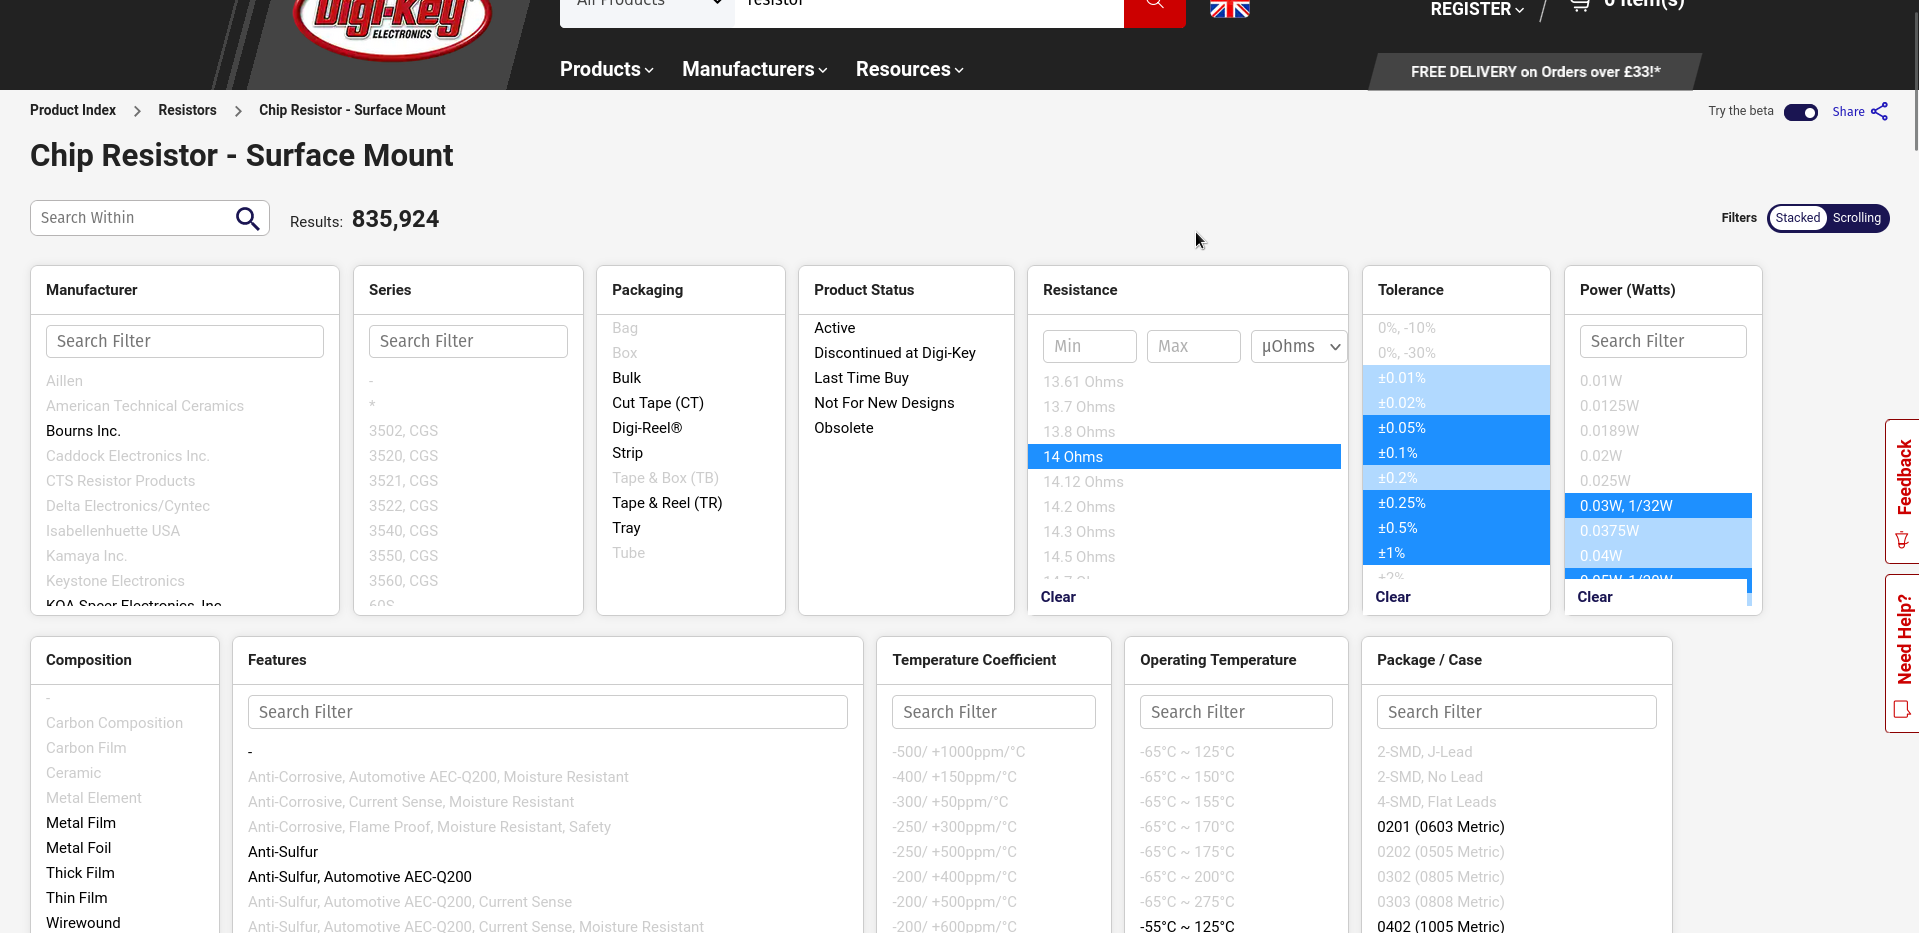 Digi-Key
ELECTRONICS
All Products
resistor
REGISTER
0 item(s)
Products
Manufacturers
Resources
FREE DELIVERY on Orders over £33!*
Product Index
Resistors
Chip Resistor - Surface Mount
Try the beta
Share
Chip Resistor - Surface Mount
Search Within
Results: 835,924
Filters
Stacked
Scrolling
Manufacturer
Search Filter
Aillen
American Technical Ceramics
Bourns Inc.
Caddock Electronics Inc.
CTS Resistor Products
Delta Electronics/Cyntec
Isabellenhuette USA
Kamaya Inc.
Keystone Electronics
KOA Speer Electronics, Inc.
Series
Search Filter
-
*
3502, CGS
3520, CGS
3521, CGS
3522, CGS
3540, CGS
3550, CGS
3560, CGS
60S
Packaging
Bag
Box
Bulk
Cut Tape (CT)
Digi-Reel®
Strip
Tape & Box (TB)
Tape & Reel (TR)
Tray
Tube
Product Status
Active
Discontinued at Digi-Key
Last Time Buy
Not For New Designs
Obsolete
Resistance
Min
Max
µOhms
13.61 Ohms
13.7 Ohms
13.8 Ohms
14 Ohms
14.12 Ohms
14.2 Ohms
14.3 Ohms
14.5 Ohms
14.7 Ohms
Clear
Tolerance
0%, -10%
0%, -30%
±0.01%
±0.02%
±0.05%
±0.1%
±0.2%
±0.25%
±0.5%
±1%
±2%
Clear
Power (Watts)
Search Filter
0.01W
0.0125W
0.0189W
0.02W
0.025W
0.03W, 1/32W
0.0375W
0.04W
0.05W, 1/20W
Clear
Feedback
Need Help?
Composition
-
Carbon Composition
Carbon Film
Ceramic
Metal Element
Metal Film
Metal Foil
Thick Film
Thin Film
Wirewound
Features
Search Filter
-
Anti-Corrosive, Automotive AEC-Q200, Moisture Resistant
Anti-Corrosive, Current Sense, Moisture Resistant
Anti-Corrosive, Flame Proof, Moisture Resistant, Safety
Anti-Sulfur
Anti-Sulfur, Automotive AEC-Q200
Anti-Sulfur, Automotive AEC-Q200, Current Sense
Anti-Sulfur, Automotive AEC-Q200, Current Sense, Moisture Resistant
Temperature Coefficient
Search Filter
-500/ +1000ppm/°C
-400/ +150ppm/°C
-300/ +50ppm/°C
-250/ +300ppm/°C
-250/ +500ppm/°C
-200/ +400ppm/°C
-200/ +500ppm/°C
-200/ +600ppm/°C
Operating Temperature
Search Filter
-65°C ~ 125°C
-65°C ~ 150°C
-65°C ~ 155°C
-65°C ~ 170°C
-65°C ~ 175°C
-65°C ~ 200°C
-65°C ~ 275°C
-55°C ~ 125°C
Package / Case
Search Filter
2-SMD, J-Lead
2-SMD, No Lead
4-SMD, Flat Leads
0201 (0603 Metric)
0202 (0505 Metric)
0302 (0805 Metric)
0303 (0808 Metric)
0402 (1005 Metric)